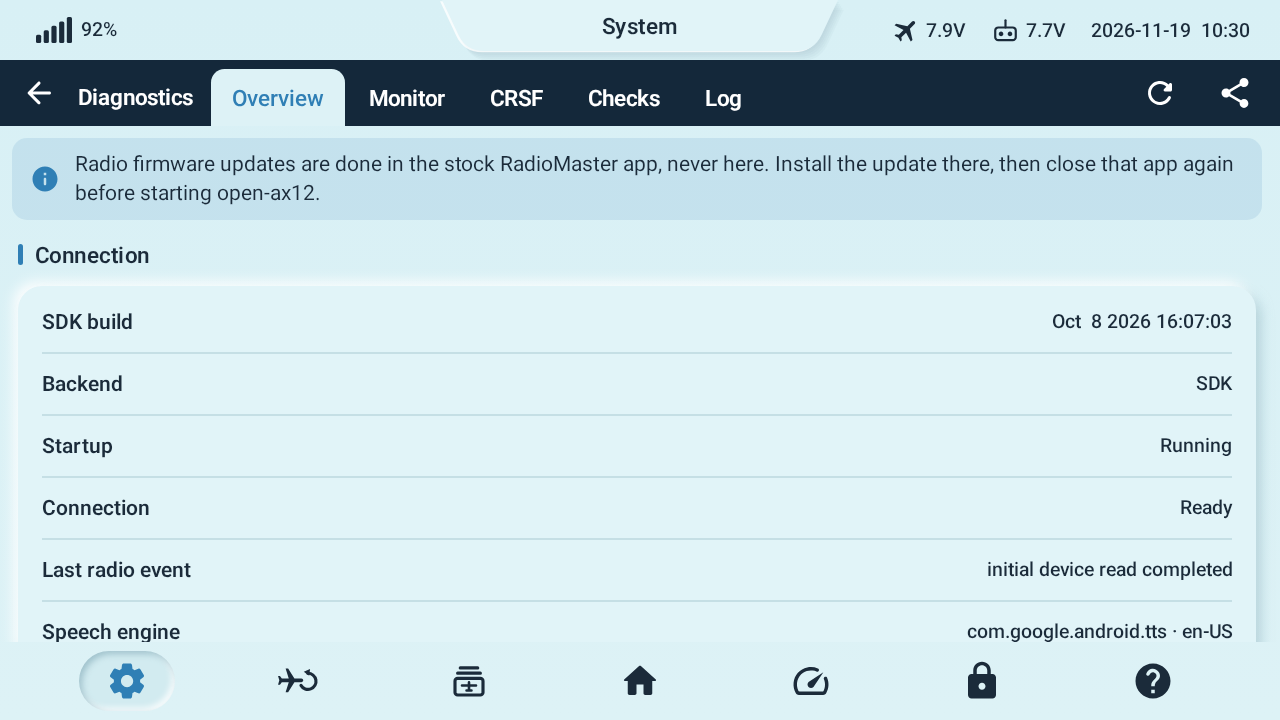 92%
System
7.9V
7.7V
2026-11-19 10:30
Diagnostics
Overview
Monitor
CRSF
Checks
Log
Radio firmware updates are done in the stock RadioMaster app, never here. Install the update there, then close that app again
before starting open-ax12.
Connection
SDK build
Oct  8 2026 16:07:03
Backend
SDK
Startup
Running
Connection
Ready
Last radio event
initial device read completed
Speech engine
com.google.android.tts · en-US